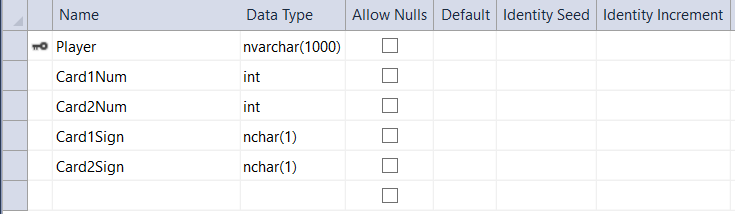 Name Data Type Allow Nulls Default Identity Seed Identity Increment
Player nvarchar(1000)
Card1Num int
Card2Num int
Card1Sign nchar(1)
Card2Sign nchar(1)